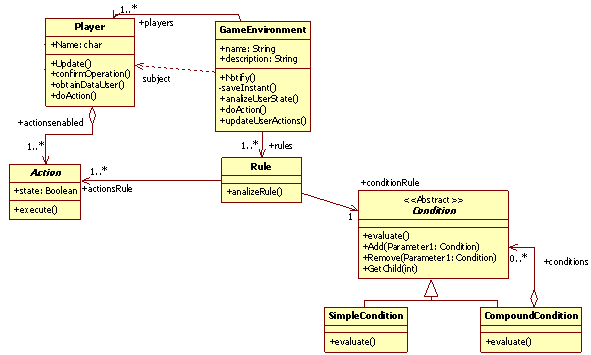 1..*
+players
Player
+Name: char
+Update()
+confirmOperation()
+obtainDataUser()
+doAction()
GameEnvironment
+name: String
+description: String
+Notify()
-saveInstant()
+analizeUserState()
+doAction()
+updateUserActions()
subject
+actionsenabled
1..*
1..*
+rules
Action
+state: Boolean
+execute()
1..*
+actionsRule
Rule
+analizeRule()
+conditionRule
1
<<Abstract >>
Condition
+evaluate()
+Add(Parameter1: Condition)
+Remove(Parameter1: Condition)
+GetChild(int)
0..*
+conditions
SimpleCondition
+evaluate()
CompoundCondition
+evaluate()